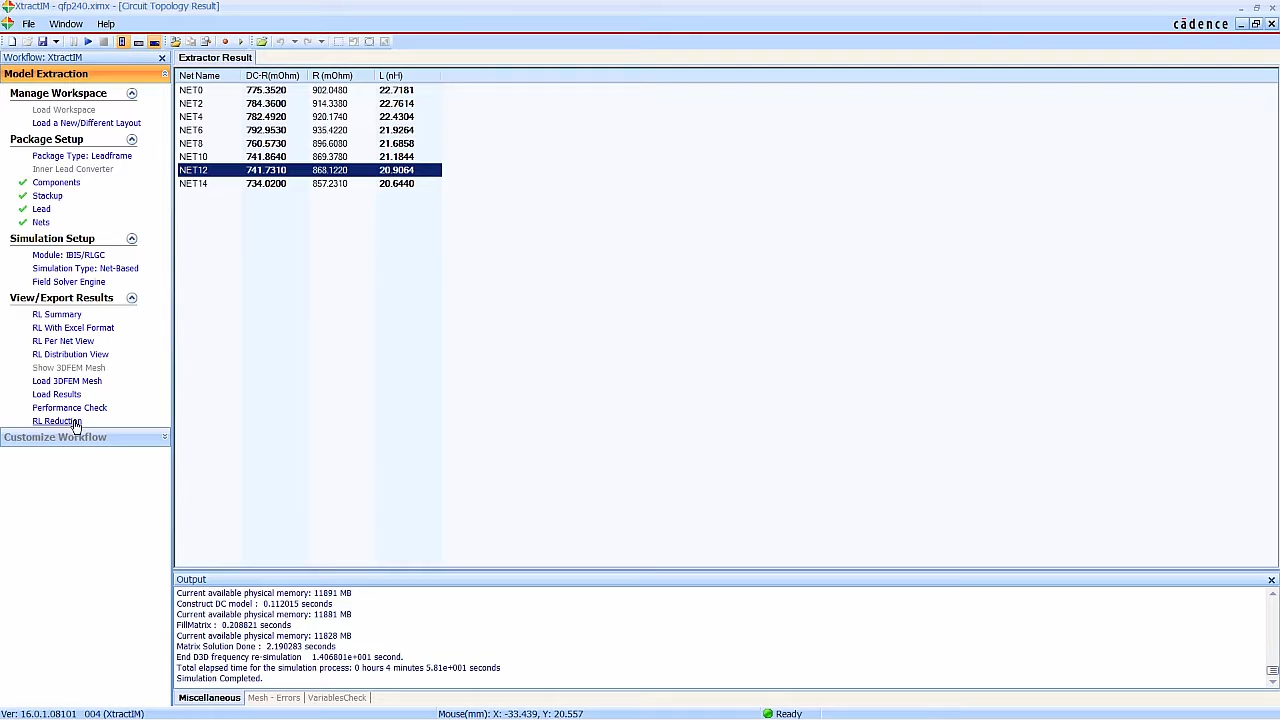 XtractIM - qfp240.ximx - [Circuit Topology Result]
File Window Help
cādence
Workflow: XtractIM
Extractor Result
Model Extraction
Manage Workspace
Load Workspace
Load a New/Different Layout
Package Setup
Package Type: Leadframe
Inner Lead Converter
Components
Stackup
Lead
Nets
Simulation Setup
Module: IBIS/RLGC
Simulation Type: Net-Based
Field Solver Engine
View/Export Results
RL Summary
RL With Excel Format
RL Per Net View
RL Distribution View
Show 3DFEM Mesh
Load 3DFEM Mesh
Load Results
Performance Check
RL Reduction
Customize Workflow
Net Name DC-R(mOhm) R (mOhm) L (nH)
NET0 775.3520 902.0480 22.7181
NET2 784.3600 914.3380 22.7614
NET4 782.4920 920.1740 22.4304
NET6 792.9530 935.4220 21.9264
NET8 760.5730 896.6080 21.6858
NET10 741.8640 869.3780 21.1844
NET12 741.7310 868.1220 20.9064
NET14 734.0200 857.2310 20.6440
Output
Current available physical memory: 11891 MB
Construct DC model : 0.112015 seconds
Current available physical memory: 11881 MB
FillMatrix : 0.208821 seconds
Current available physical memory: 11828 MB
Matrix Solution Done : 2.190283 seconds
End D3D frequency re-simulation 1.406801e+001 second.
Total elapsed time for the simulation process: 0 hours 4 minutes 5.81e+001 seconds
Simulation Completed.
Miscellaneous Mesh - Errors VariablesCheck
Ver: 16.0.1.08101 004 (XtractIM) Mouse(mm): X: -33.439, Y: 20.557 Ready